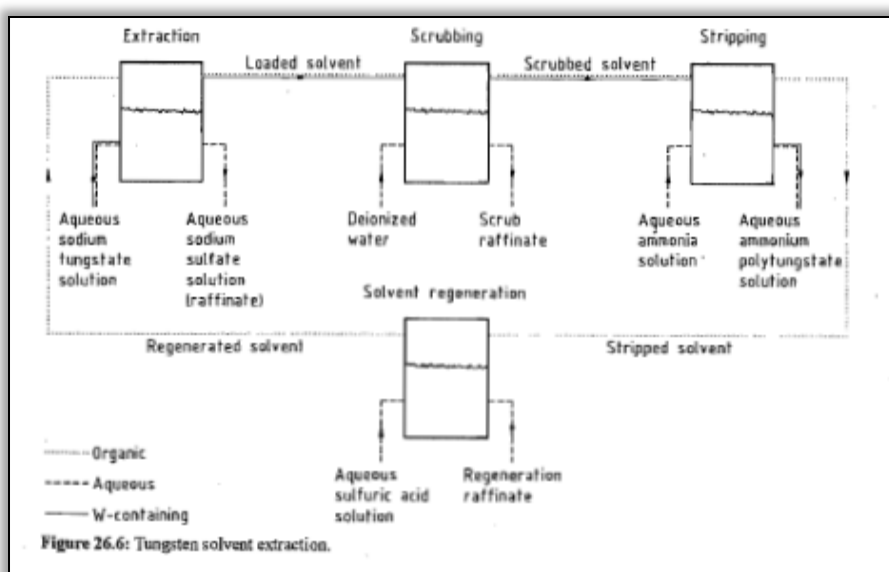 Extraction
Scrubbing
Stripping
Loaded solvent
Scrubbed solvent
Aqueous
sodium
tungstate
solution
Aqueous
sodium
sulfate
solution
(raffinate)
Deionized
water
Scrub
raffinate
Aqueous
ammonia
solution
Aqueous
ammonium
polytungstate
solution
Solvent regeneration
Regenerated solvent
Stripped solvent
Aqueous
sulfuric acid
solution
Regeneration
raffinate
Organic
Aqueous
W-containing
Figure 26.6: Tungsten solvent extraction.